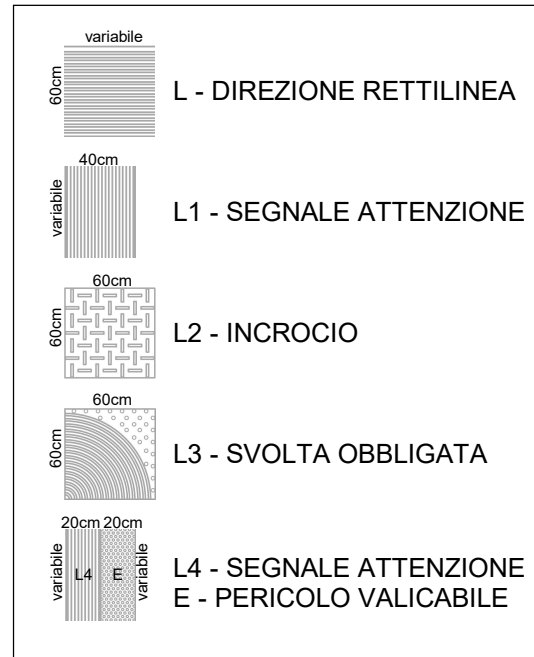 variabile
60cm
L - DIREZIONE RETTILINEA
40cm
variabile
L1 - SEGNALE ATTENZIONE
60cm
60cm
L2 - INCROCIO
60cm
60cm
L3 - SVOLTA OBBLIGATA
20cm 20cm
variabile
L4
E
variabile
L4 - SEGNALE ATTENZIONE
E - PERICOLO VALICABILE